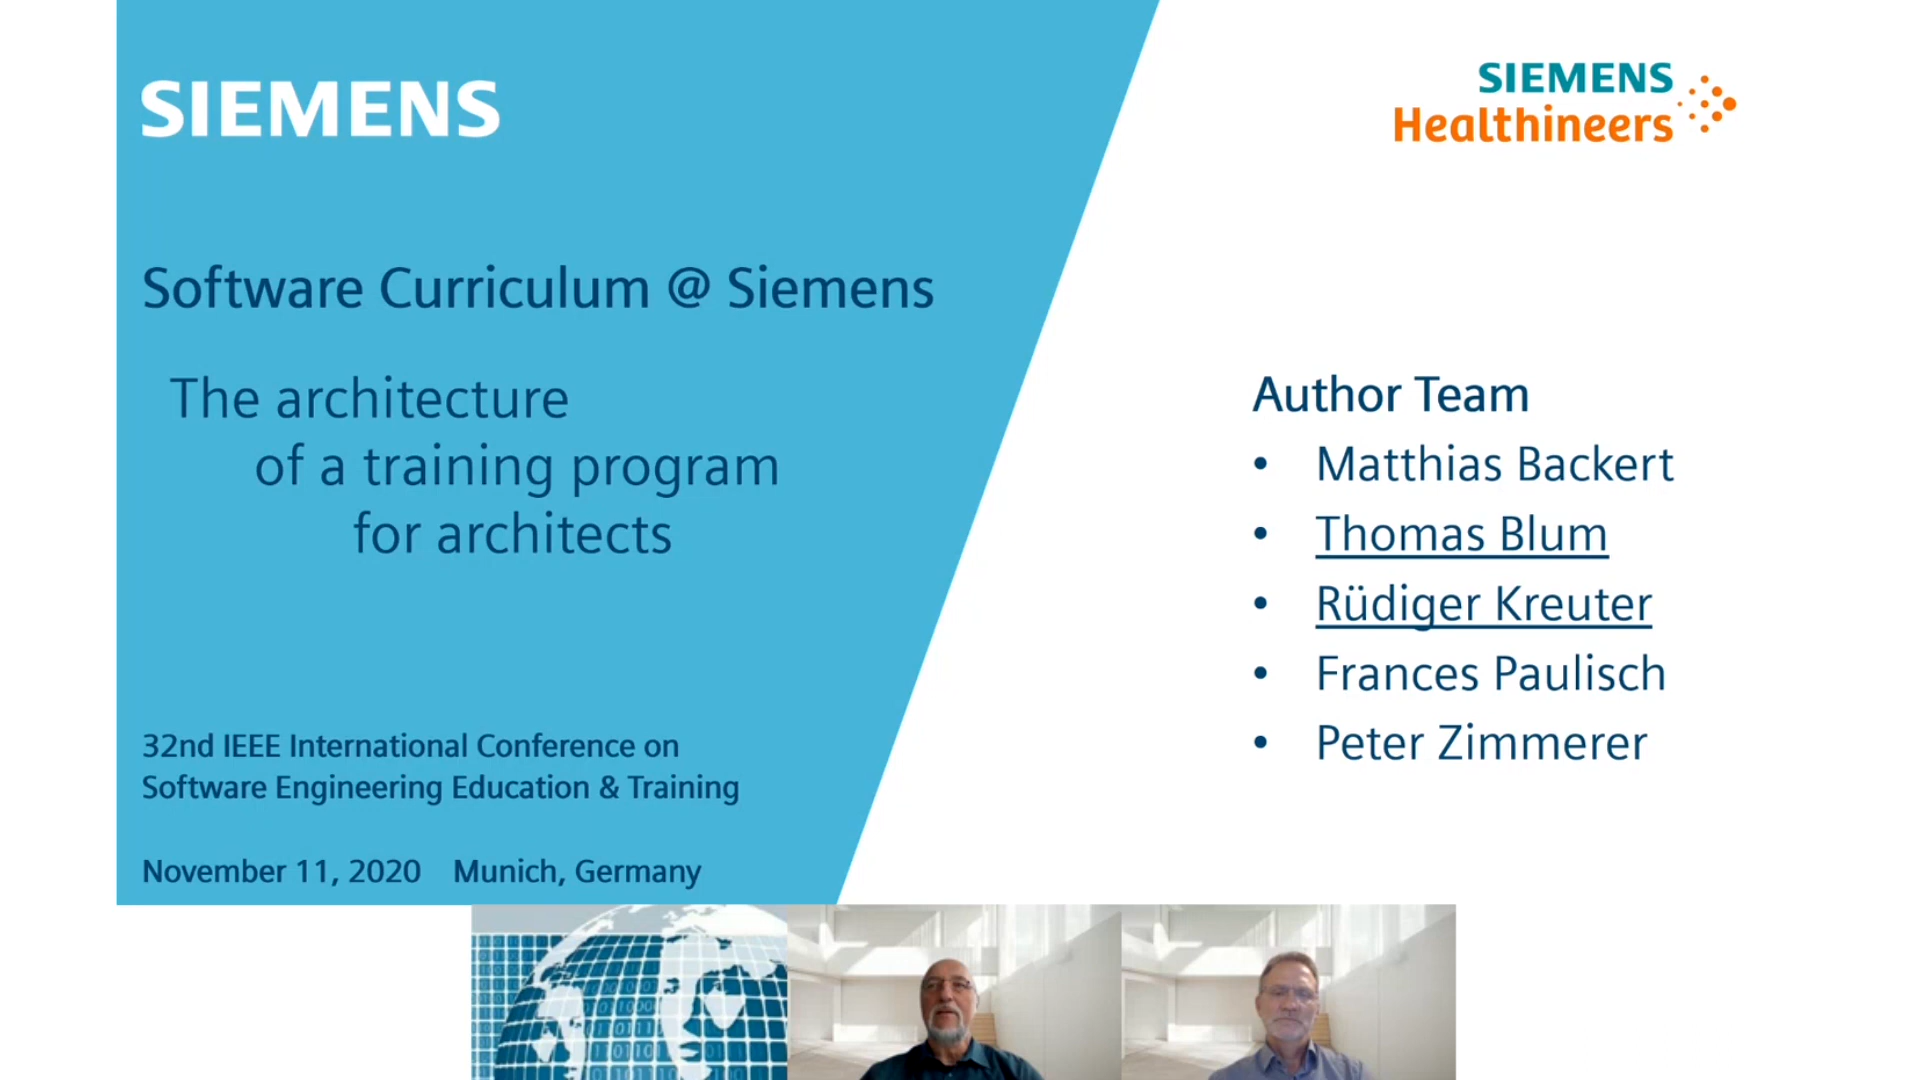 SIEMENS
SIEMENS
Healthineers
Software Curriculum @ Siemens
The architecture
of a training program
for architects
Author Team
• Matthias Backert
• Thomas Blum
• Rüdiger Kreuter
• Frances Paulisch
• Peter Zimmerer
32nd IEEE International Conference on
Software Engineering Education & Training
November 11, 2020 Munich, Germany